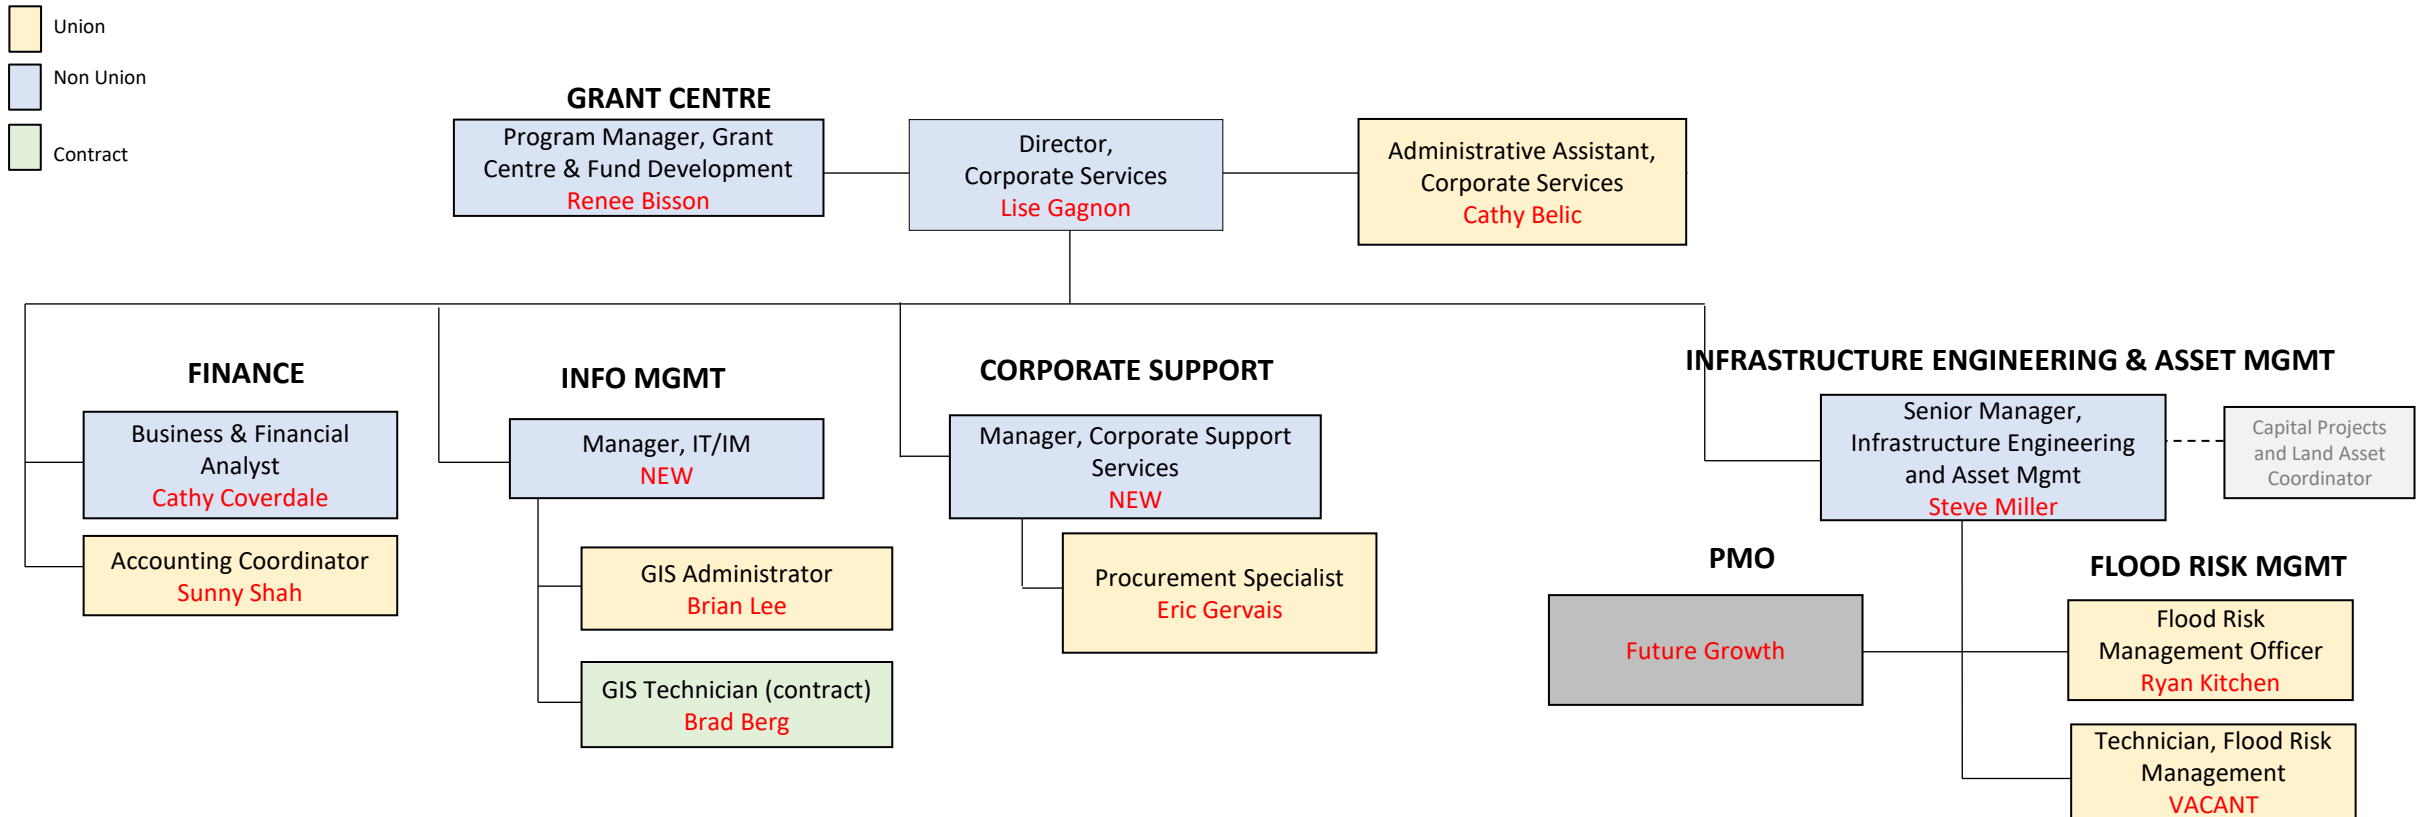 Union
Non Union
Contract
GRANT CENTRE
Program Manager, Grant
Centre & Fund Development
Renee Bisson
Director,
Corporate Services
Lise Gagnon
Administrative Assistant,
Corporate Services
Cathy Belic
FINANCE
Business & Financial
Analyst
Cathy Coverdale
Accounting Coordinator
Sunny Shah
INFO MGMT
Manager, IT/IM
NEW
GIS Administrator
Brian Lee
GIS Technician (contract)
Brad Berg
CORPORATE SUPPORT
Manager, Corporate Support
Services
NEW
Procurement Specialist
Eric Gervais
INFRASTRUCTURE ENGINEERING & ASSET MGMT
Senior Manager,
Infrastructure Engineering
and Asset Mgmt
Steve Miller
Capital Projects
and Land Asset
Coordinator
PMO
Future Growth
FLOOD RISK MGMT
Flood Risk
Management Officer
Ryan Kitchen
Technician, Flood Risk
Management
VACANT